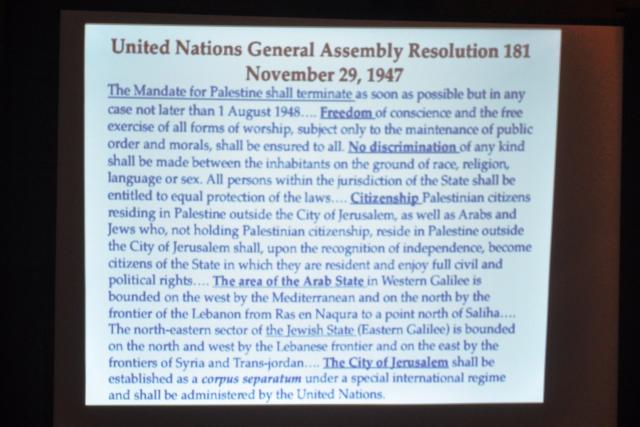 United Nations General Assembly Resolution 181
November 29, 1947
The Mandate for Palestine shall terminate as soon as possible but in any
case not later than 1 August 1948.... Freedom of conscience and the free
exercise of all forms of worship, subject only to the maintenance of public
order and morals, shall be ensured to all. No discrimination of any kind
shall be made between the inhabitants on the ground of race, religion,
language or sex. All persons within the jurisdiction of the State shall be
entitled to equal protection of the laws.... Citizenship Palestinian citizens
residing in Palestine outside the City of Jerusalem, as well as Arabs and
Jews who, not holding Palestinian citizenship, reside in Palestine outside
the City of Jerusalem shall, upon the recognition of independence, become
citizens of the State in which they are resident and enjoy full civil and
political rights.... The area of the Arab State in Western Galilee is
bounded on the west by the Mediterranean and on the north by the
frontier of the Lebanon from Ras en Naqura to a point north of Saliha....
The north-eastern sector of the Jewish State (Eastern Galilee) is bounded
on the north and west by the Lebanese frontier and on the east by the
frontiers of Syria and Trans-jordan.... The City of Jerusalem shall be
established as a corpus separatum under a special international regime
and shall be administered by the United Nations.